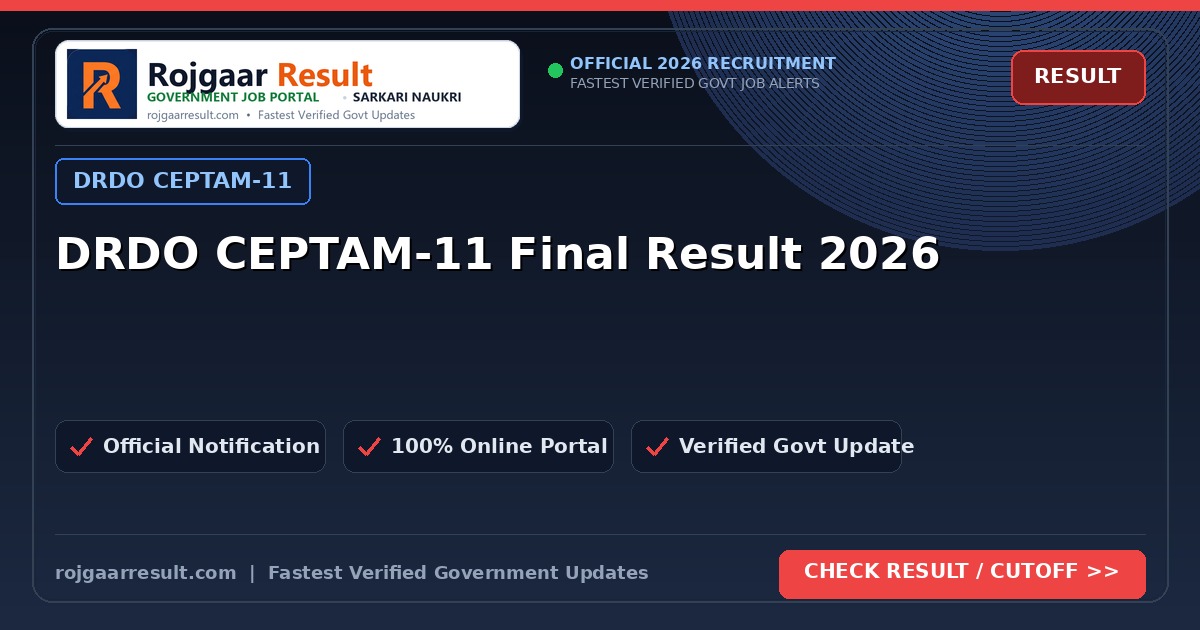 Rojgaar Result
GOVERNMENT JOB PORTAL • SARKARI NAUKRI
rojgaarresult.com • Fastest Verified Govt Updates
OFFICIAL 2026 RECRUITMENT
FASTEST VERIFIED GOVT JOB ALERTS
RESULT
DRDO CEPTAM-11
DRDO CEPTAM-11 Final Result 2026
Official Notification
100% Online Portal
Verified Govt Update
rojgaarresult.com | Fastest Verified Government Updates
CHECK RESULT / CUTOFF >>